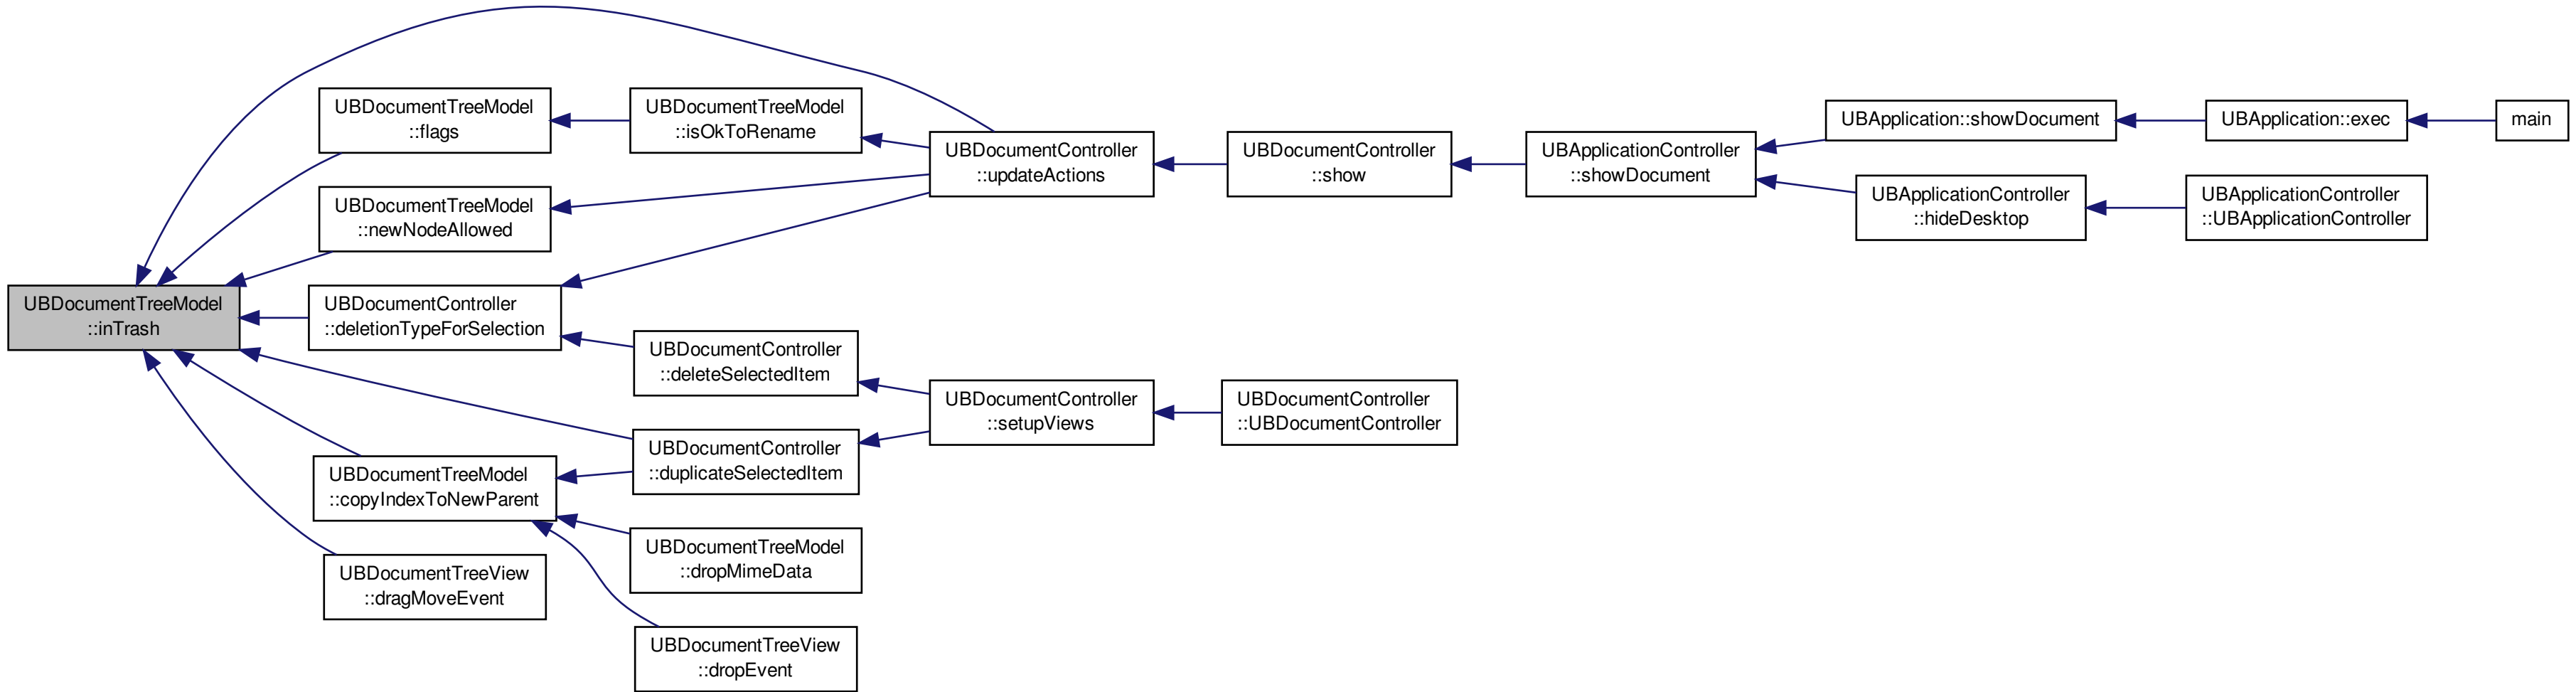 UBDocumentTreeModel
::inTrash
UBDocumentTreeModel
::flags
UBDocumentTreeModel
::isOkToRename
UBDocumentController
::updateActions
UBDocumentController
::show
UBApplicationController
::showDocument
UBApplication::showDocument
UBApplication::exec
main
UBApplicationController
::hideDesktop
UBApplicationController
::UBApplicationController
UBDocumentTreeModel
::newNodeAllowed
UBDocumentController
::deletionTypeForSelection
UBDocumentController
::deleteSelectedItem
UBDocumentController
::setupViews
UBDocumentController
::UBDocumentController
UBDocumentController
::duplicateSelectedItem
UBDocumentTreeModel
::copyIndexToNewParent
UBDocumentTreeModel
::dropMimeData
UBDocumentTreeView
::dragMoveEvent
UBDocumentTreeView
::dropEvent